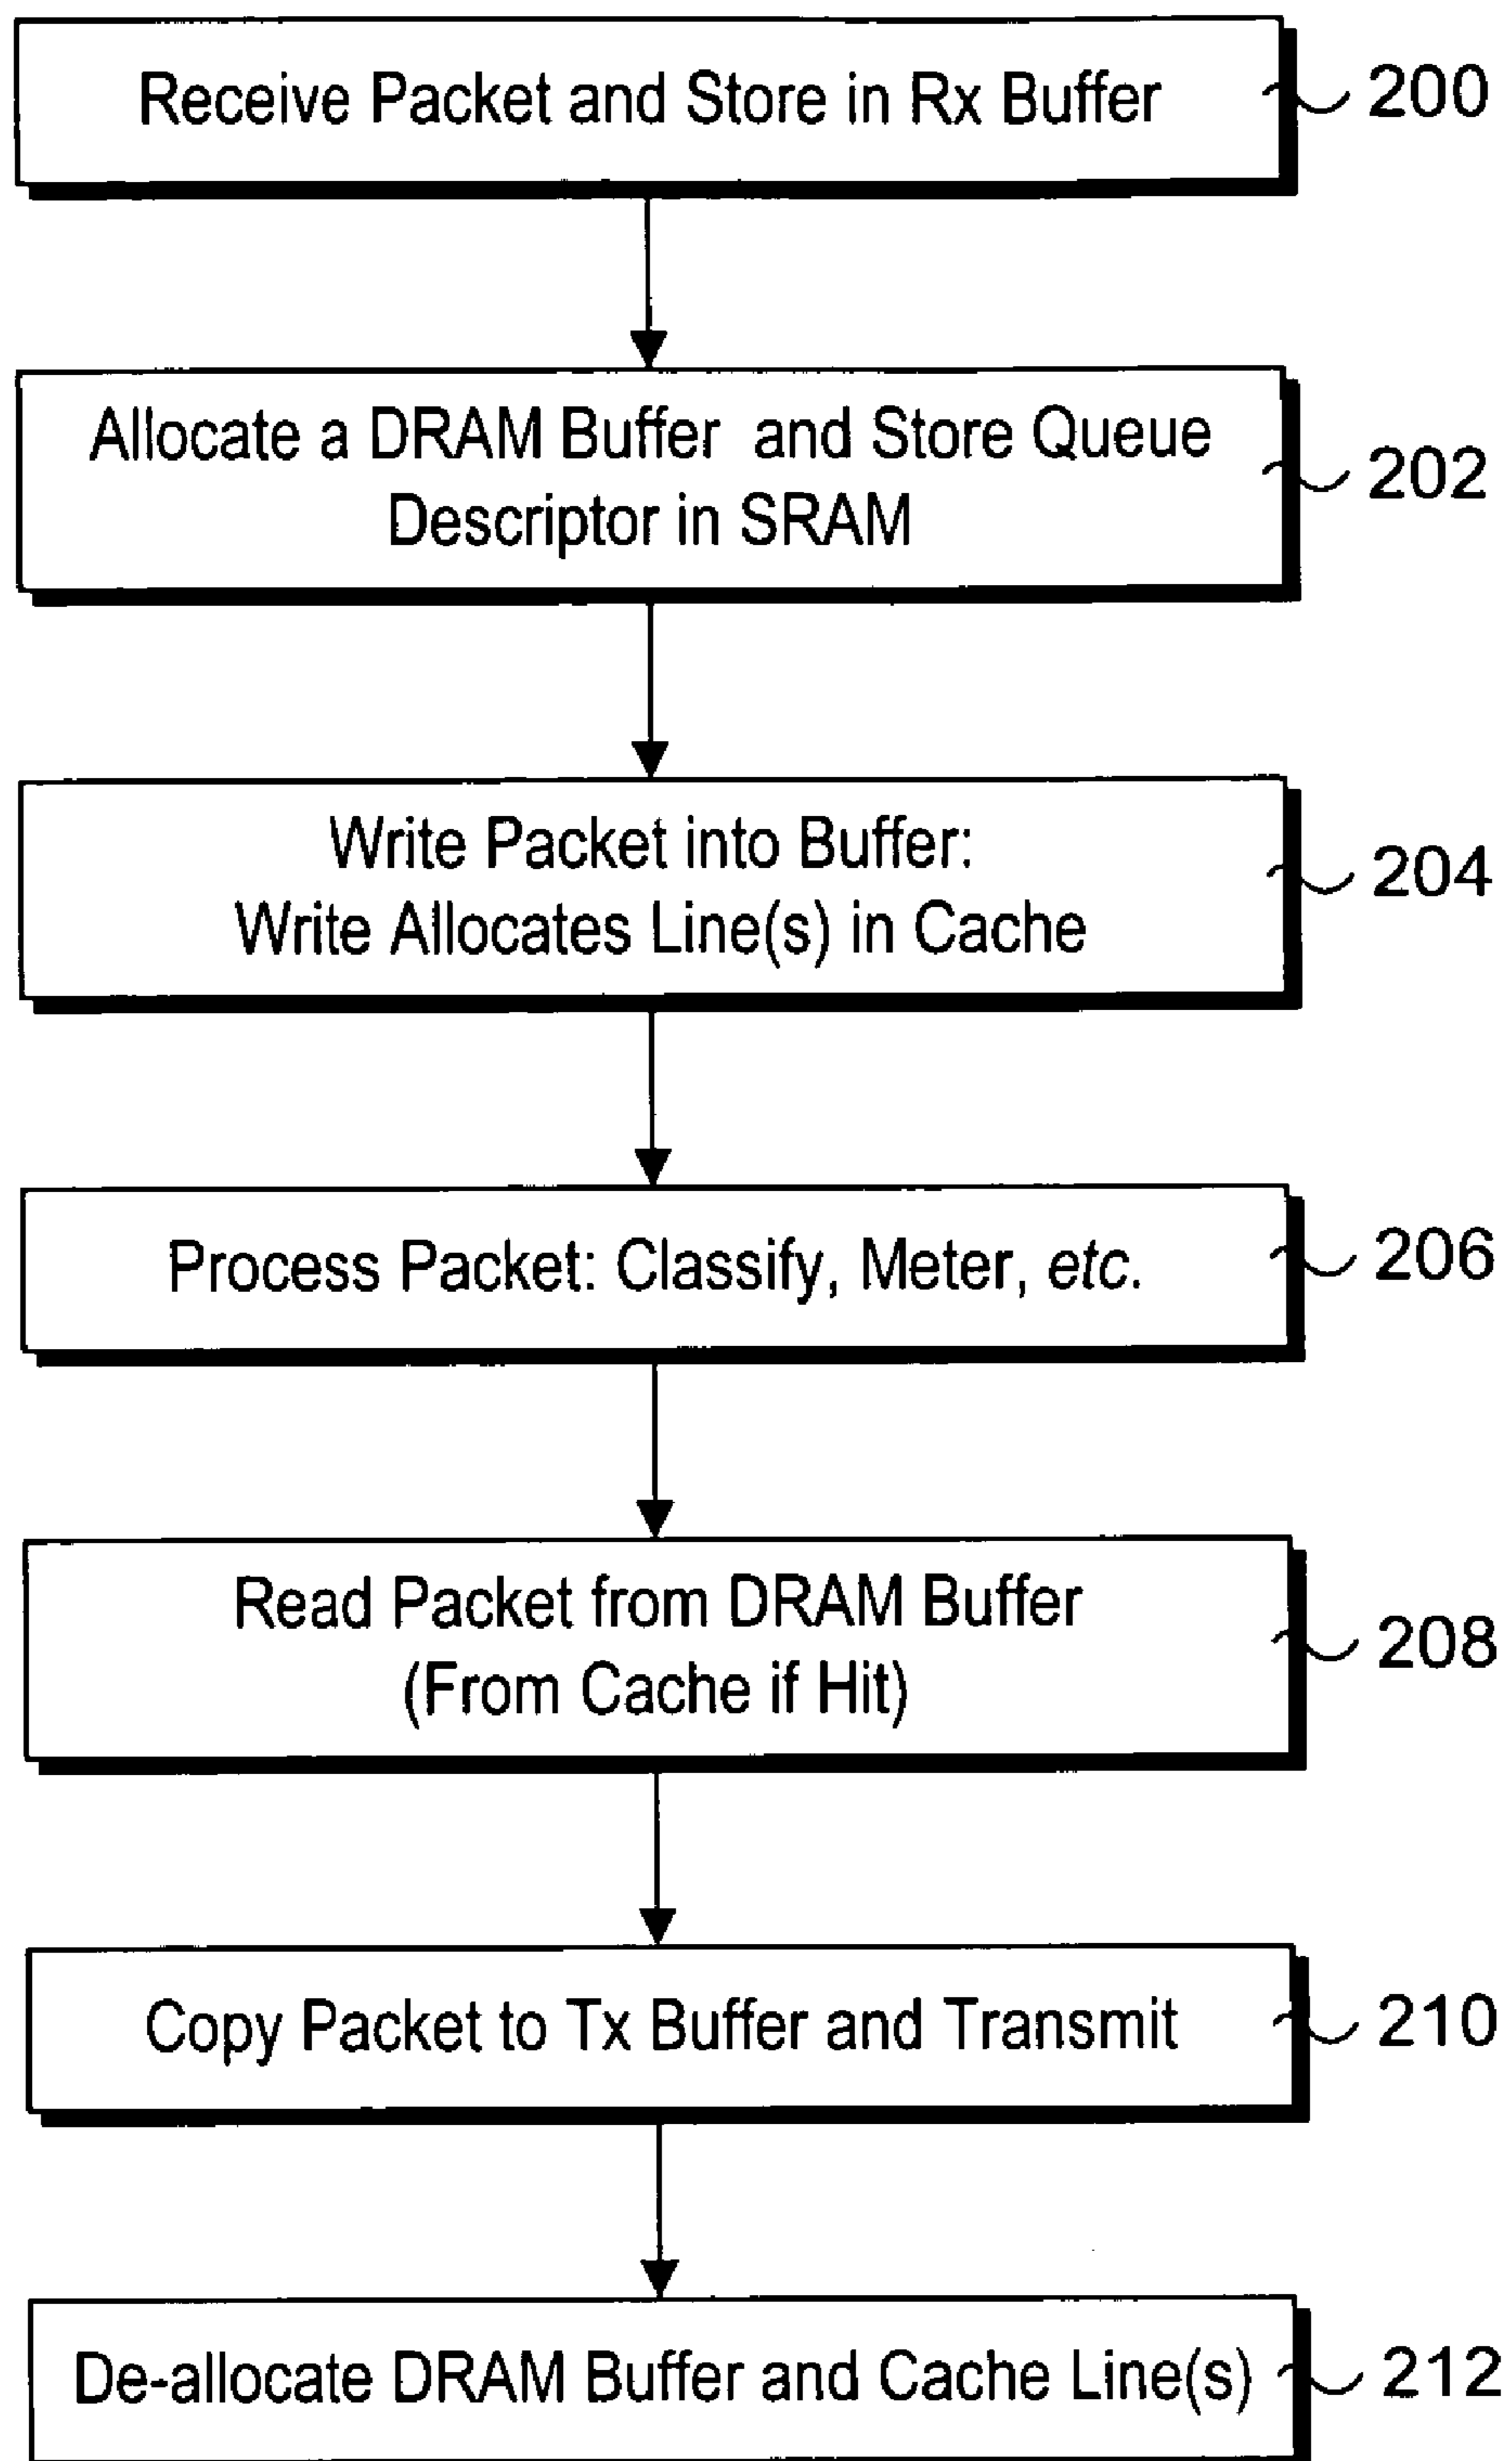 Receive Packet and Store in Rx Buffer
200
Allocate a DRAM Buffer and Store Queue
Descriptor in SRAM
202
Write Packet into Buffer:
Write Allocates Line(s) in Cache
204
Process Packet: Classify, Meter, etc.
206
Read Packet from DRAM Buffer
(From Cache if Hit)
208
Copy Packet to Tx Buffer and Transmit
210
De-allocate DRAM Buffer and Cache Line(s)
212